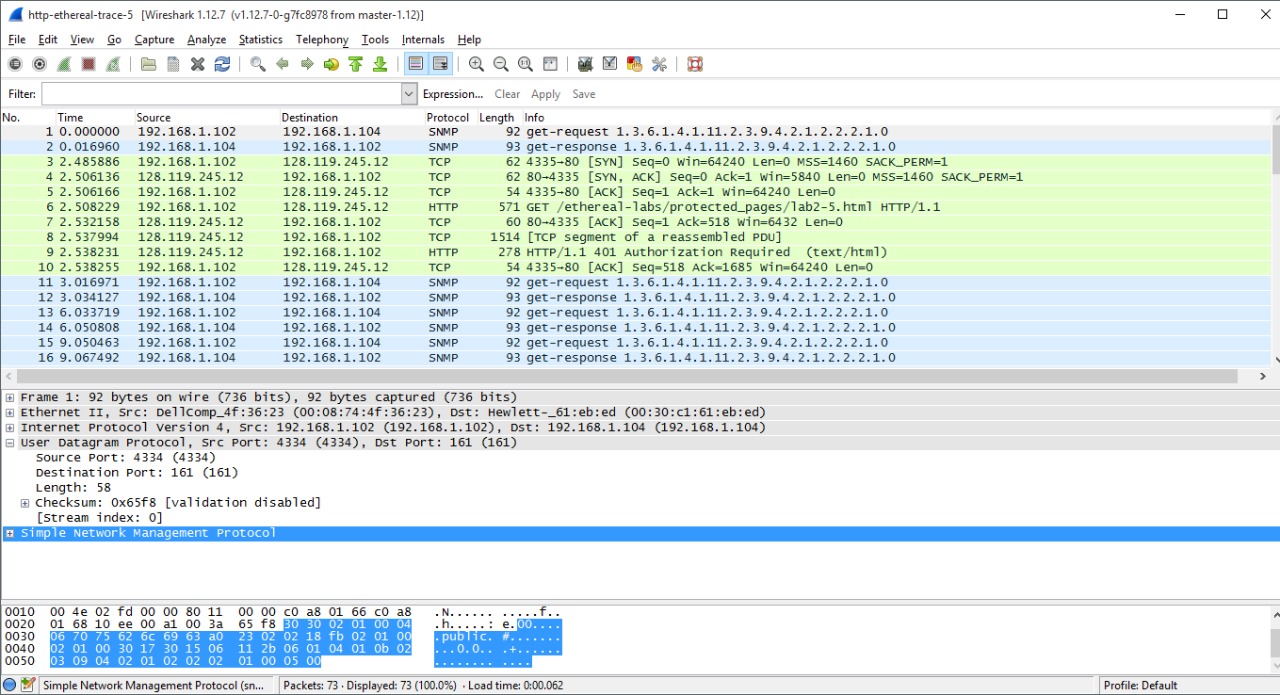 http-ethereal-trace-5 [Wireshark 1.12.7 (v1.12.7-0-g7fc8978 from master-1.12)]
File Edit View Go Capture Analyze Statistics Telephony Tools Internals Help
Filter: Expression... Clear Apply Save
No. Time Source Destination Protocol Length Info
1 0.000000 192.168.1.102 192.168.1.104 SNMP 92 get-request 1.3.6.1.4.1.11.2.3.9.4.2.1.2.2.2.1.0
2 0.016960 192.168.1.104 192.168.1.102 SNMP 93 get-response 1.3.6.1.4.1.11.2.3.9.4.2.1.2.2.2.1.0
3 2.485886 192.168.1.102 128.119.245.12 TCP 62 4335→80 [SYN] Seq=0 Win=64240 Len=0 MSS=1460 SACK_PERM=1
4 2.506136 128.119.245.12 192.168.1.102 TCP 62 80→4335 [SYN, ACK] Seq=0 Ack=1 Win=5840 Len=0 MSS=1460 SACK_PERM=1
5 2.506166 192.168.1.102 128.119.245.12 TCP 54 4335→80 [ACK] Seq=1 Ack=1 Win=64240 Len=0
6 2.508229 192.168.1.102 128.119.245.12 HTTP 571 GET /ethereal-labs/protected_pages/lab2-5.html HTTP/1.1
7 2.532158 128.119.245.12 192.168.1.102 TCP 60 80→4335 [ACK] Seq=1 Ack=518 Win=6432 Len=0
8 2.537994 128.119.245.12 192.168.1.102 TCP 1514 [TCP segment of a reassembled PDU]
9 2.538231 128.119.245.12 192.168.1.102 HTTP 278 HTTP/1.1 401 Authorization Required (text/html)
10 2.538255 192.168.1.102 128.119.245.12 TCP 54 4335→80 [ACK] Seq=518 Ack=1685 Win=64240 Len=0
11 3.016971 192.168.1.102 192.168.1.104 SNMP 92 get-request 1.3.6.1.4.1.11.2.3.9.4.2.1.2.2.2.1.0
12 3.034127 192.168.1.104 192.168.1.102 SNMP 93 get-response 1.3.6.1.4.1.11.2.3.9.4.2.1.2.2.2.1.0
13 6.033719 192.168.1.102 192.168.1.104 SNMP 92 get-request 1.3.6.1.4.1.11.2.3.9.4.2.1.2.2.2.1.0
14 6.050808 192.168.1.104 192.168.1.102 SNMP 93 get-response 1.3.6.1.4.1.11.2.3.9.4.2.1.2.2.2.1.0
15 9.050463 192.168.1.102 192.168.1.104 SNMP 92 get-request 1.3.6.1.4.1.11.2.3.9.4.2.1.2.2.2.1.0
16 9.067492 192.168.1.104 192.168.1.102 SNMP 93 get-response 1.3.6.1.4.1.11.2.3.9.4.2.1.2.2.2.1.0
Frame 1: 92 bytes on wire (736 bits), 92 bytes captured (736 bits)
Ethernet II, Src: DellComp_4f:36:23 (00:08:74:4f:36:23), Dst: Hewlett-_61:eb:ed (00:30:c1:61:eb:ed)
Internet Protocol Version 4, Src: 192.168.1.102 (192.168.1.102), Dst: 192.168.1.104 (192.168.1.104)
User Datagram Protocol, Src Port: 4334 (4334), Dst Port: 161 (161)
Source Port: 4334 (4334)
Destination Port: 161 (161)
Length: 58
Checksum: 0x65f8 [validation disabled]
[Stream index: 0]
Simple Network Management Protocol
0010 00 4e 02 fd 00 00 80 11 00 00 c0 a8 01 66 c0 a8 .N...... .....f..
0020 01 68 10 ee 00 a1 00 3a 65 f8 30 30 02 01 00 04 .h.....: e.00....
0030 06 70 75 62 6c 69 63 a0 23 02 02 18 fb 02 01 00 .public. #.......
0040 02 01 00 30 17 30 15 06 11 2b 06 01 04 01 0b 02 ...0.0.. .+......
0050 03 09 04 02 01 02 02 02 01 00 05 00 ........ ....
Simple Network Management Protocol (sn... Packets: 73 · Displayed: 73 (100.0%) · Load time: 0:00.062 Profile: Default